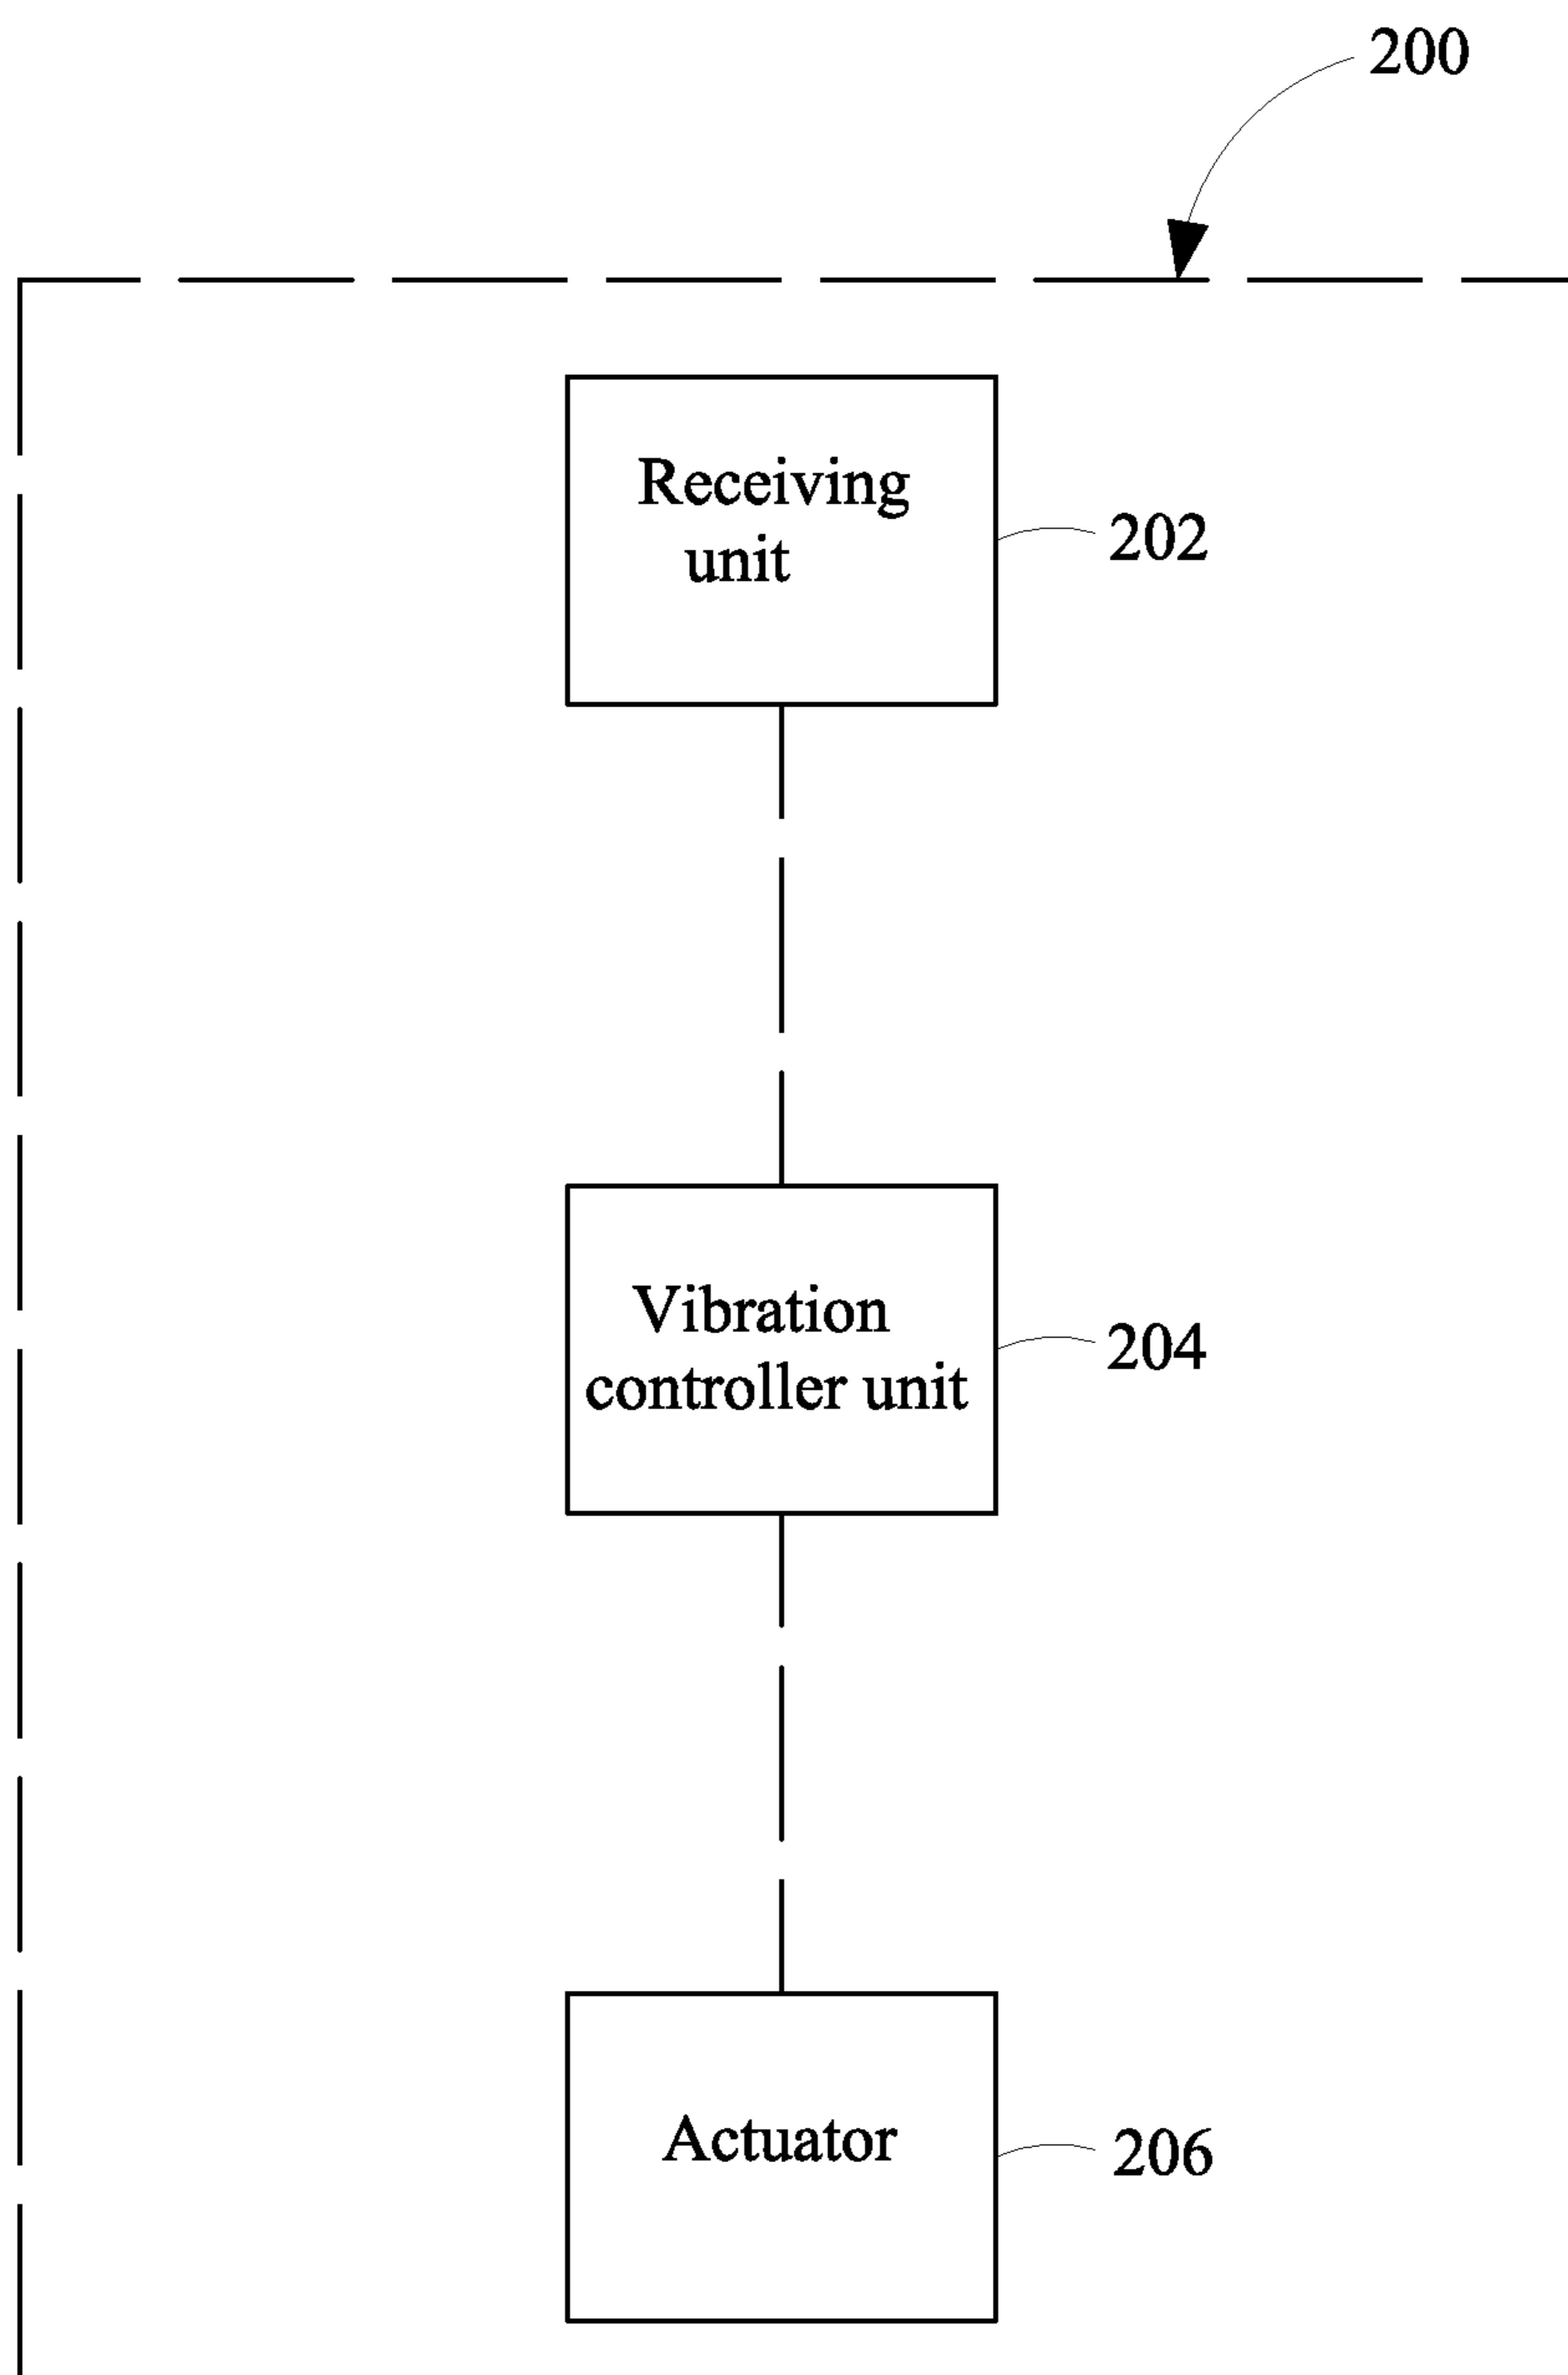 200
Receiving
unit
202
Vibration
controller unit
204
Actuator
206